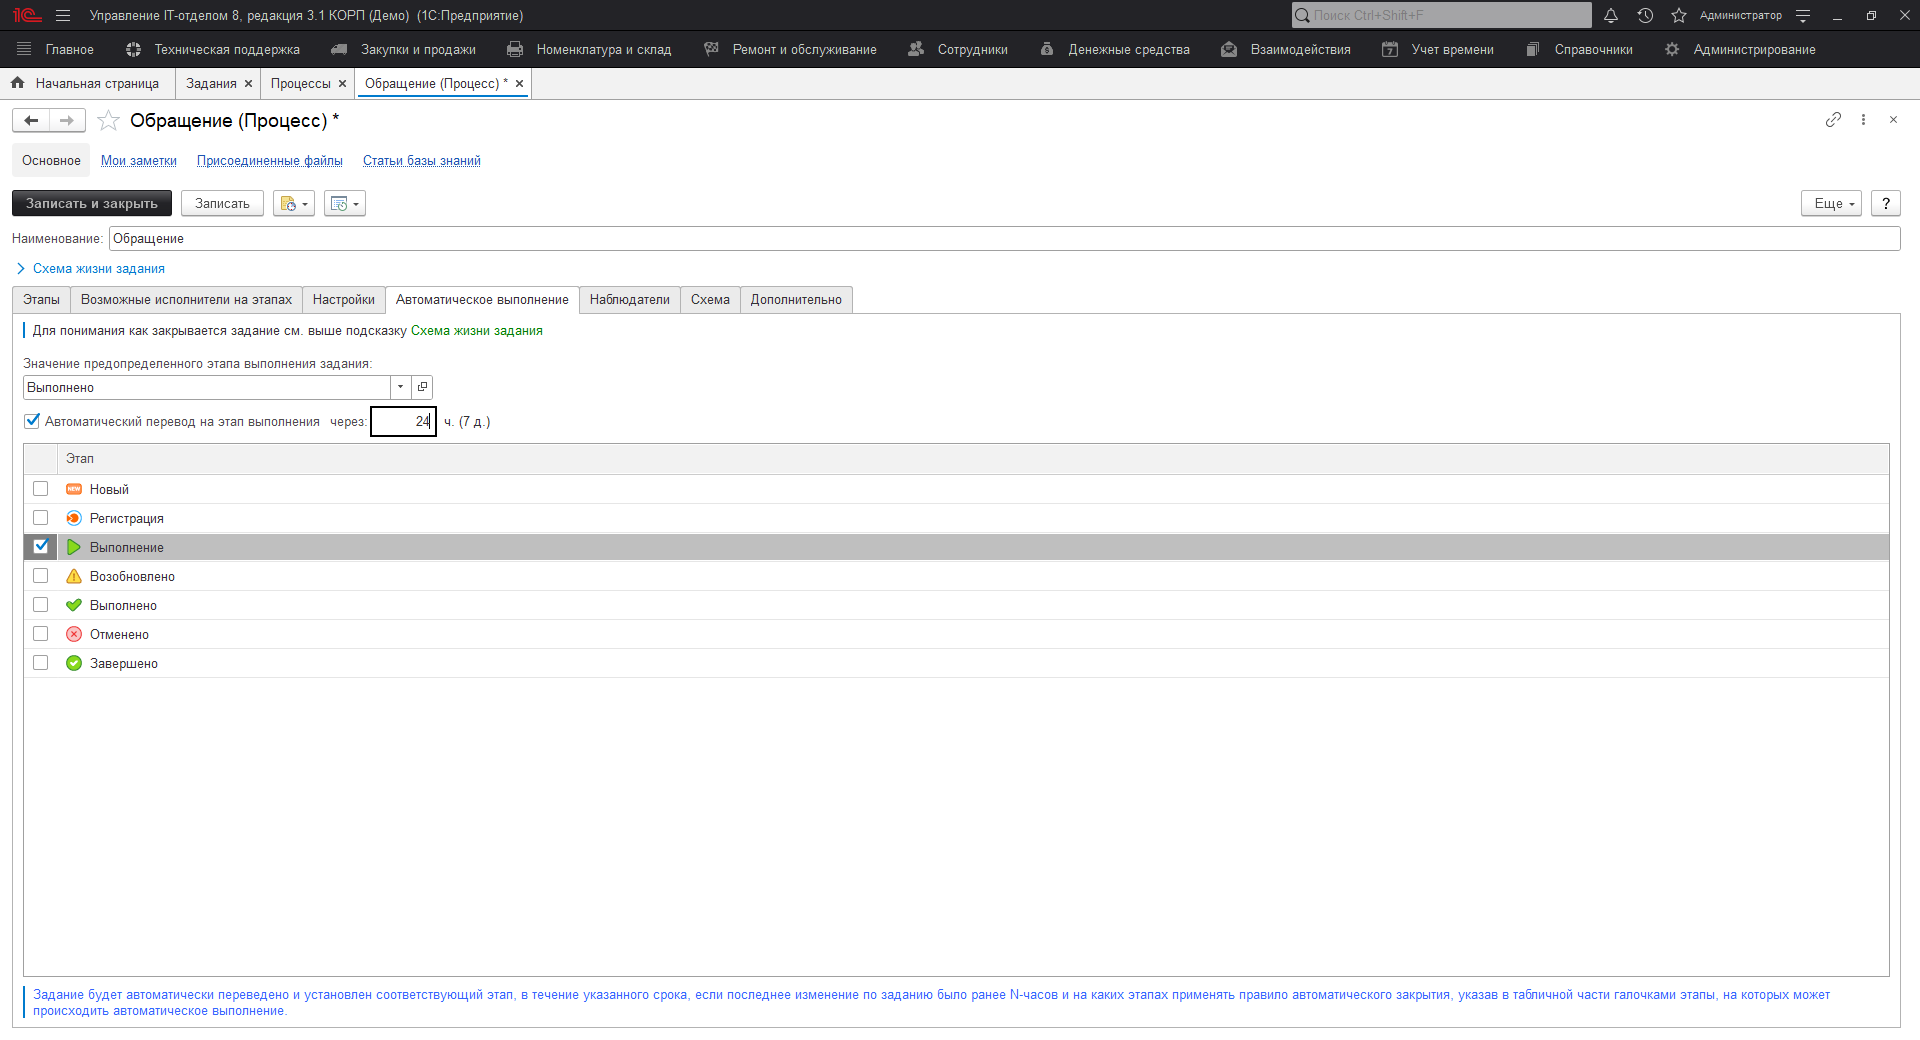 Управление IT-отделом 8, редакция 3.1 КОРП (Демо) (1С:Предприятие)
Поиск Ctrl+Shift+F
Администратор
Главное
Техническая поддержка
Закупки и продажи
Номенклатура и склад
Ремонт и обслуживание
Сотрудники
Денежные средства
Взаимодействия
Учет времени
Справочники
Администрирование
Начальная страница
Задания
Процессы
Обращение (Процесс) *
Обращение (Процесс) *
Основное
Мои заметки
Присоединенные файлы
Статьи базы знаний
Записать и закрыть
Записать
Еще
?
Наименование: Обращение
Схема жизни задания
Этапы
Возможные исполнители на этапах
Настройки
Автоматическое выполнение
Наблюдатели
Схема
Дополнительно
Для понимания как закрывается задание см. выше подсказку Схема жизни задания
Значение предопределенного этапа выполнения задания:
Выполнено
Автоматический перевод на этап выполнения через: 24 ч. (7 д.)
Этап
NEW Новый
Регистрация
Выполнение
Возобновлено
Выполнено
Отменено
Завершено
Задание будет автоматически переведено и установлен соответствующий этап, в течение указанного срока, если последнее изменение по заданию было ранее N-часов и на каких этапах применять правило автоматического закрытия, указав в табличной части галочками этапы, на которых может
происходить автоматическое выполнение.